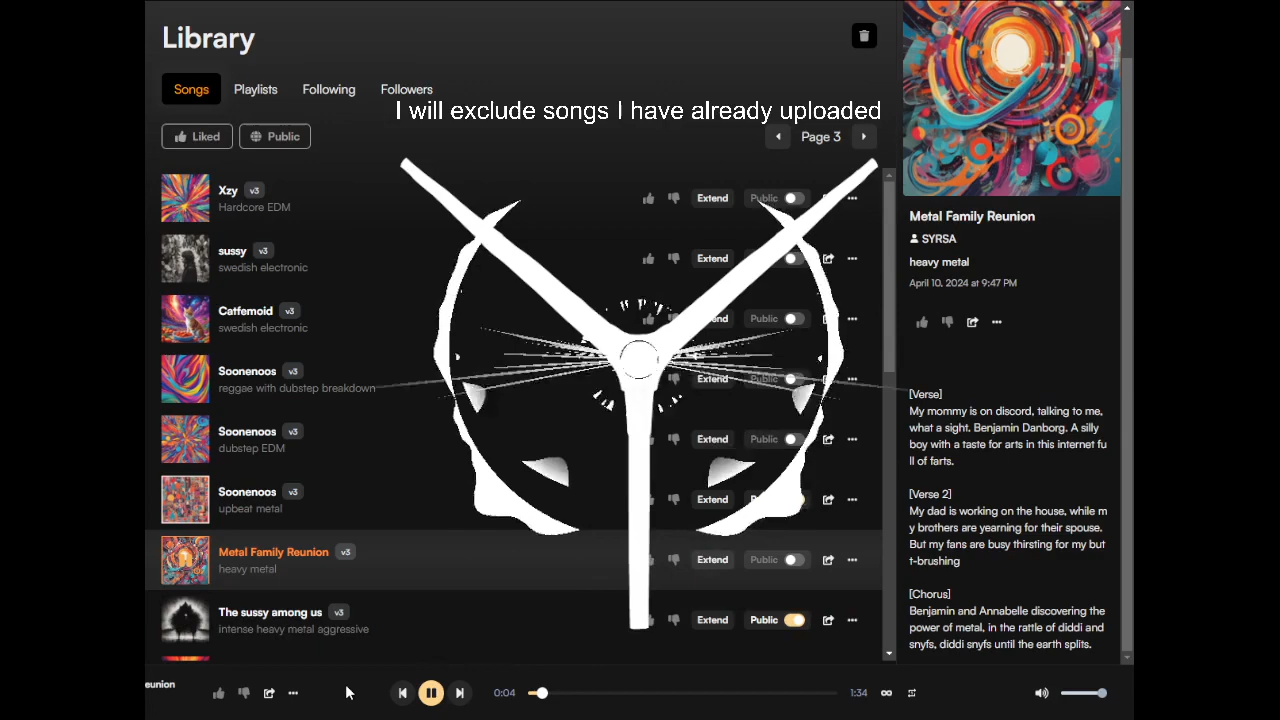 Library
Songs
Playlists
Following
Followers
I will exclude songs I have already uploaded
Liked
Public
Page 3
Xzy v3
Hardcore EDM
Extend
Public
sussy v3
swedish electronic
Extend
Catfemoid v3
swedish electronic
Public
Soonenoos v3
reggae with dubstep breakdown
Extend
Public
Soonenoos v3
dubstep EDM
Extend
Public
Soonenoos v3
upbeat metal
Extend
Metal Family Reunion v3
heavy metal
Extend
Public
The sussy among us v3
intense heavy metal aggressive
Extend
Public
eunion
0:04
1:34
Metal Family Reunion
SYRSA
heavy metal
April 10, 2024 at 9:47 PM
[Verse]
My mommy is on discord, talking to me,
what a sight. Benjamin Danborg. A silly
boy with a taste for arts in this internet fu
ll of farts.
[Verse 2]
My dad is working on the house, while m
y brothers are yearning for their spouse.
But my fans are busy thirsting for my but
t-brushing
[Chorus]
Benjamin and Annabelle discovering the
power of metal, in the rattle of diddi and
snyfs, diddi snyfs until the earth splits.